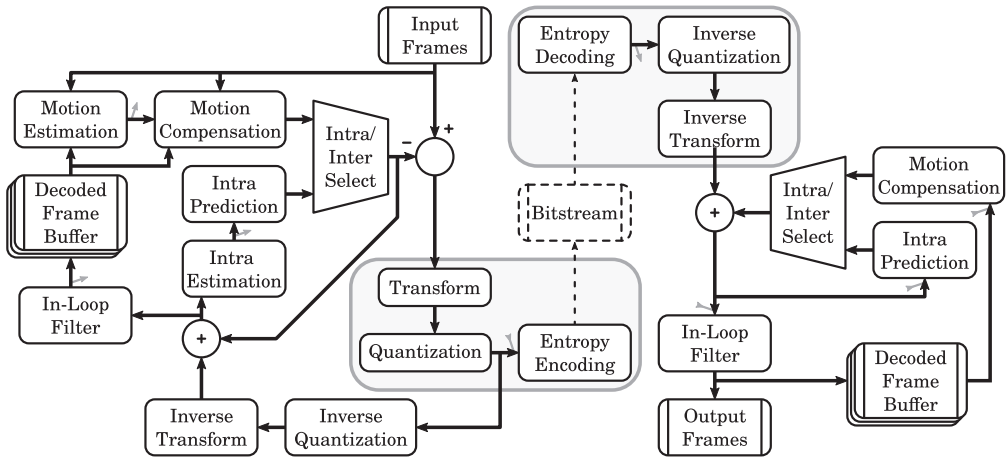 Input
Frames
Motion
Estimation
Motion
Compensation
Intra/
Inter
Select
+
−
Decoded
Frame
Buffer
Intra
Prediction
Intra
Estimation
In-Loop
Filter
+
Transform
Quantization
Entropy
Encoding
Inverse
Transform
Inverse
Quantization
Bitstream
Entropy
Decoding
Inverse
Quantization
Inverse
Transform
+
Intra/
Inter
Select
Motion
Compensation
Intra
Prediction
In-Loop
Filter
Decoded
Frame
Buffer
Output
Frames